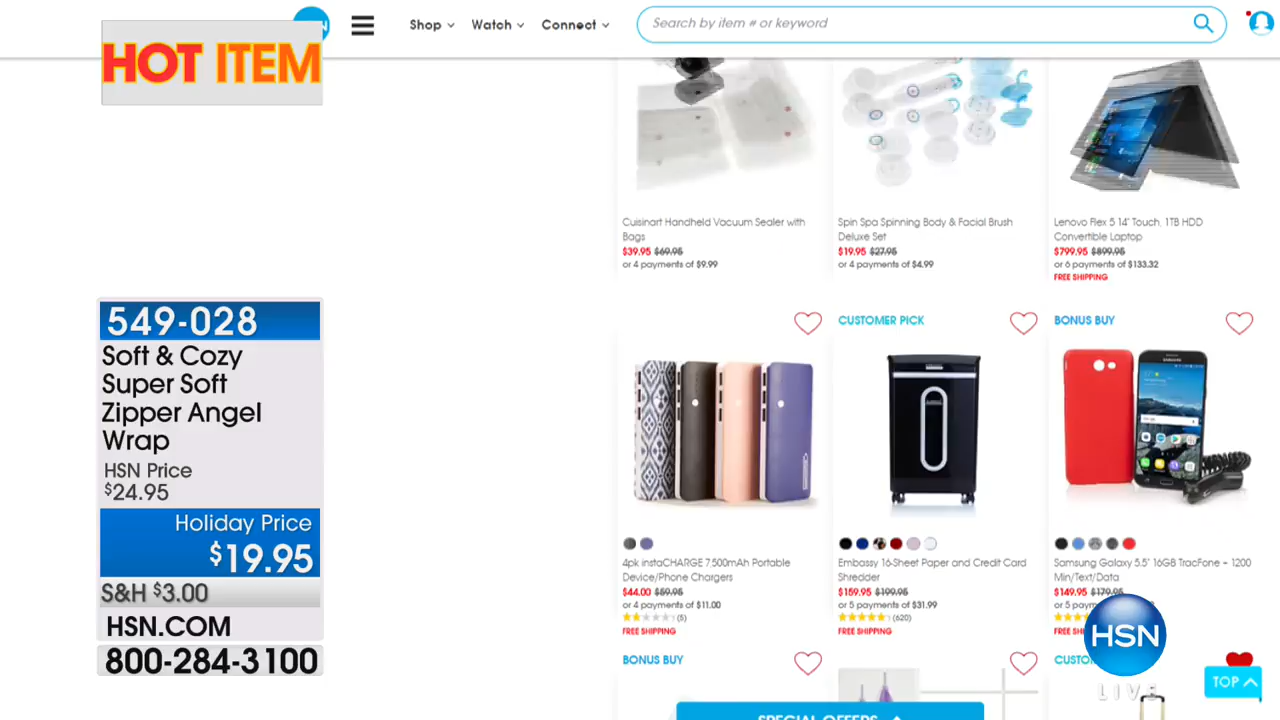 Shop
Watch
Connect
Search by item # or keyword
HOT ITEM
Cuisinart Handheld Vacuum Sealer with
Bags
$39.95 $69.95
or 4 payments of $9.99
Spin Spa Spinning Body & Facial Brush
Deluxe Set
$19.95 $27.95
or 4 payments of $4.99
Lenovo Flex 5 14" Touch, 1TB HDD
Convertible Laptop
$799.95 $899.95
or 6 payments of $133.32
FREE SHIPPING
549-028
Soft & Cozy
Super Soft
Zipper Angel
Wrap
HSN Price
$24.95
Holiday Price
$19.95
S&H $3.00
HSN.COM
800-284-3100
4pk instaCHARGE 7,500mAh Portable
Device/Phone Chargers
$44.00 $59.95
or 4 payments of $11.00
(5)
FREE SHIPPING
CUSTOMER PICK
Embassy 16-Sheet Paper and Credit Card
Shredder
$159.95 $199.95
or 5 payments of $31.99
(620)
FREE SHIPPING
BONUS BUY
SAMSUNG
Samsung Galaxy 5.5" 16GB TracFone - 1200
Min/Text/Data
$149.95 $179.95
or 5
FREE
BONUS BUY
HSN
LIVE
TOP
SPECIAL OFFERS